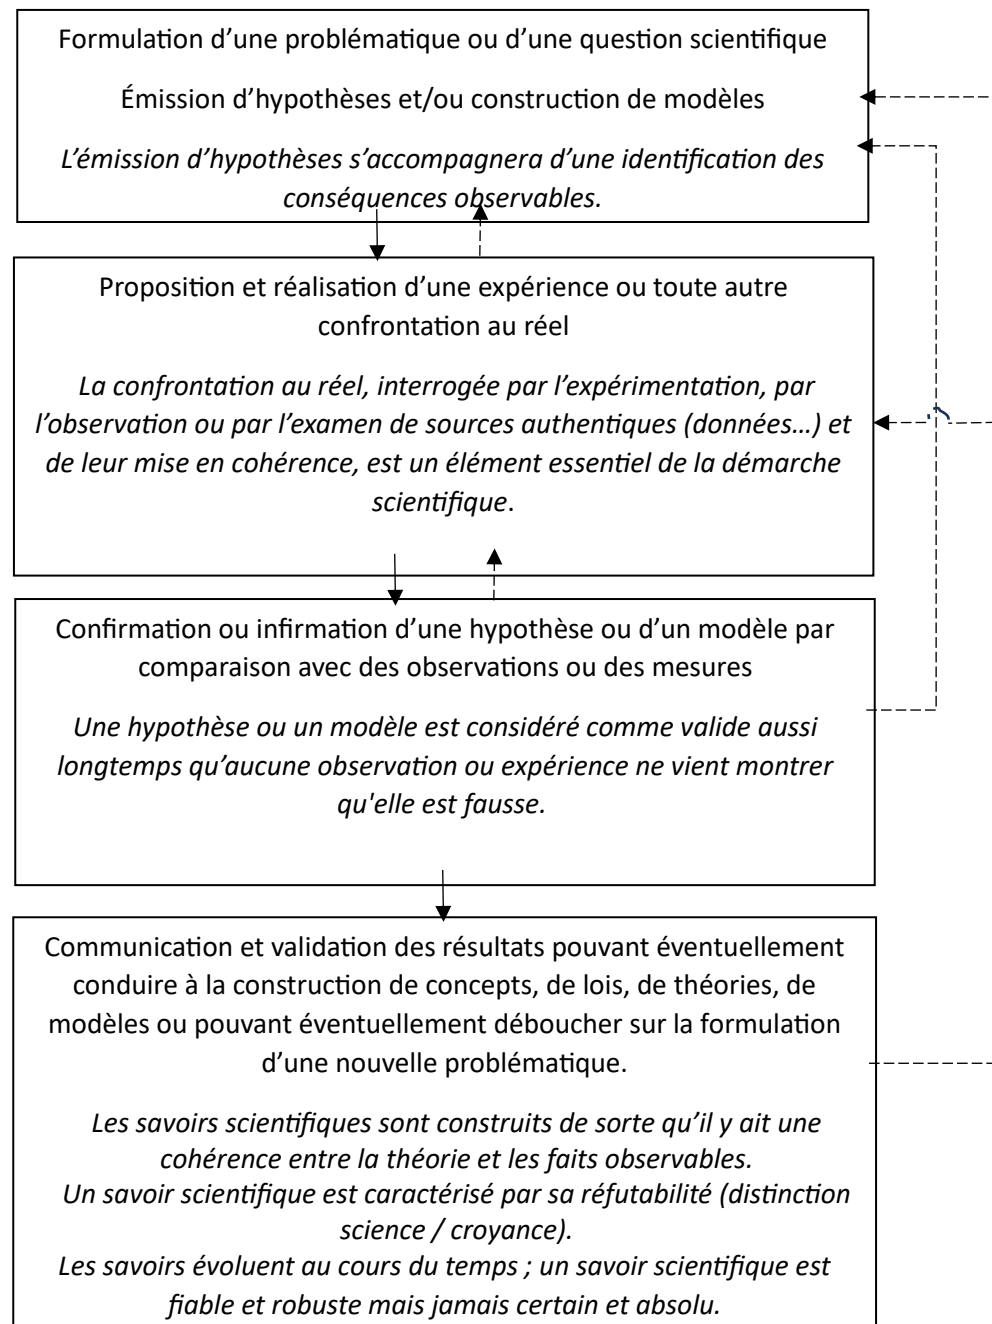 Formulation d’une problématique ou d’une question scientifique
Émission d’hypothèses et/ou construction de modèles
L’émission d’hypothèses s’accompagnera d’une identification des
conséquences observables.
Proposition et réalisation d’une expérience ou toute autre
confrontation au réel
La confrontation au réel, interrogée par l’expérimentation, par
l’observation ou par l’examen de sources authentiques (données…) et
de leur mise en cohérence, est un élément essentiel de la démarche
scientifique.
Confirmation ou infirmation d’une hypothèse ou d’un modèle par
comparaison avec des observations ou des mesures
Une hypothèse ou un modèle est considéré comme valide aussi
longtemps qu’aucune observation ou expérience ne vient montrer
qu'elle est fausse.
Communication et validation des résultats pouvant éventuellement
conduire à la construction de concepts, de lois, de théories, de
modèles ou pouvant éventuellement déboucher sur la formulation
d’une nouvelle problématique.
Les savoirs scientifiques sont construits de sorte qu’il y ait une
cohérence entre la théorie et les faits observables.
Un savoir scientifique est caractérisé par sa réfutabilité (distinction
science / croyance).
Les savoirs évoluent au cours du temps ; un savoir scientifique est
fiable et robuste mais jamais certain et absolu.